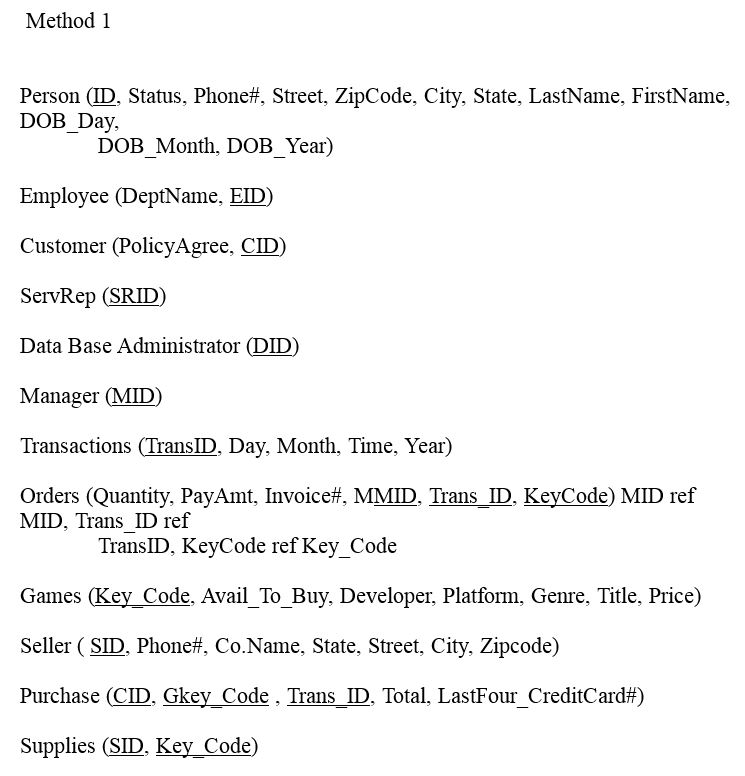 Method 1
Person (ID, Status, Phone#, Street, ZipCode, City, State, LastName, FirstName,
DOB_Day,
DOB_Month, DOB_Year)
Employee (DeptName, EID)
Customer (PolicyAgree, CID)
ServRep (SRID)
Data Base Administrator (DID)
Manager (MID)
Transactions (TransID, Day, Month, Time, Year)
Orders (Quantity, PayAmt, Invoice#, MMID, Trans_ID, KeyCode) MID ref
MID, Trans_ID ref
TransID, KeyCode ref Key_Code
Games (Key_Code, Avail_To_Buy, Developer, Platform, Genre, Title, Price)
Seller ( SID, Phone#, Co.Name, State, Street, City, Zipcode)
Purchase (CID, Gkey_Code , Trans_ID, Total, LastFour_CreditCard#)
Supplies (SID, Key_Code)